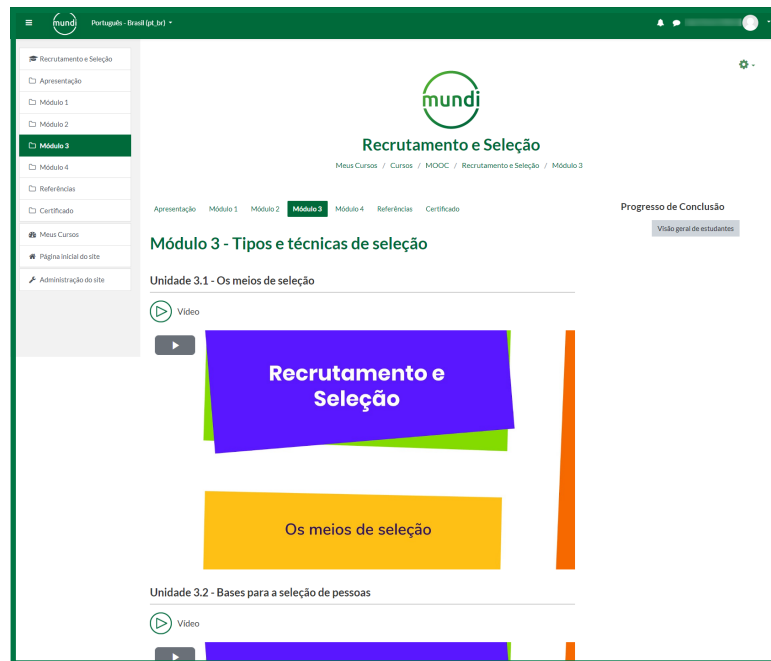 mundi
Português - Brasil (pt_br)
Recrutamento e Seleção
Apresentação
Módulo 1
Módulo 2
Módulo 3
Módulo 4
Referências
Certificado
Meus Cursos
Página inicial do site
Administração do site
mundi
Recrutamento e Seleção
Meus Cursos / Cursos / MOOC / Recrutamento e Seleção / Módulo 3
Apresentação Módulo 1 Módulo 2 Módulo 3 Módulo 4 Referências Certificado
Progresso de Conclusão
Visão geral de estudantes
Módulo 3 - Tipos e técnicas de seleção
Unidade 3.1 - Os meios de seleção
Vídeo
Recrutamento e
Seleção
Os meios de seleção
Unidade 3.2 - Bases para a seleção de pessoas
Vídeo